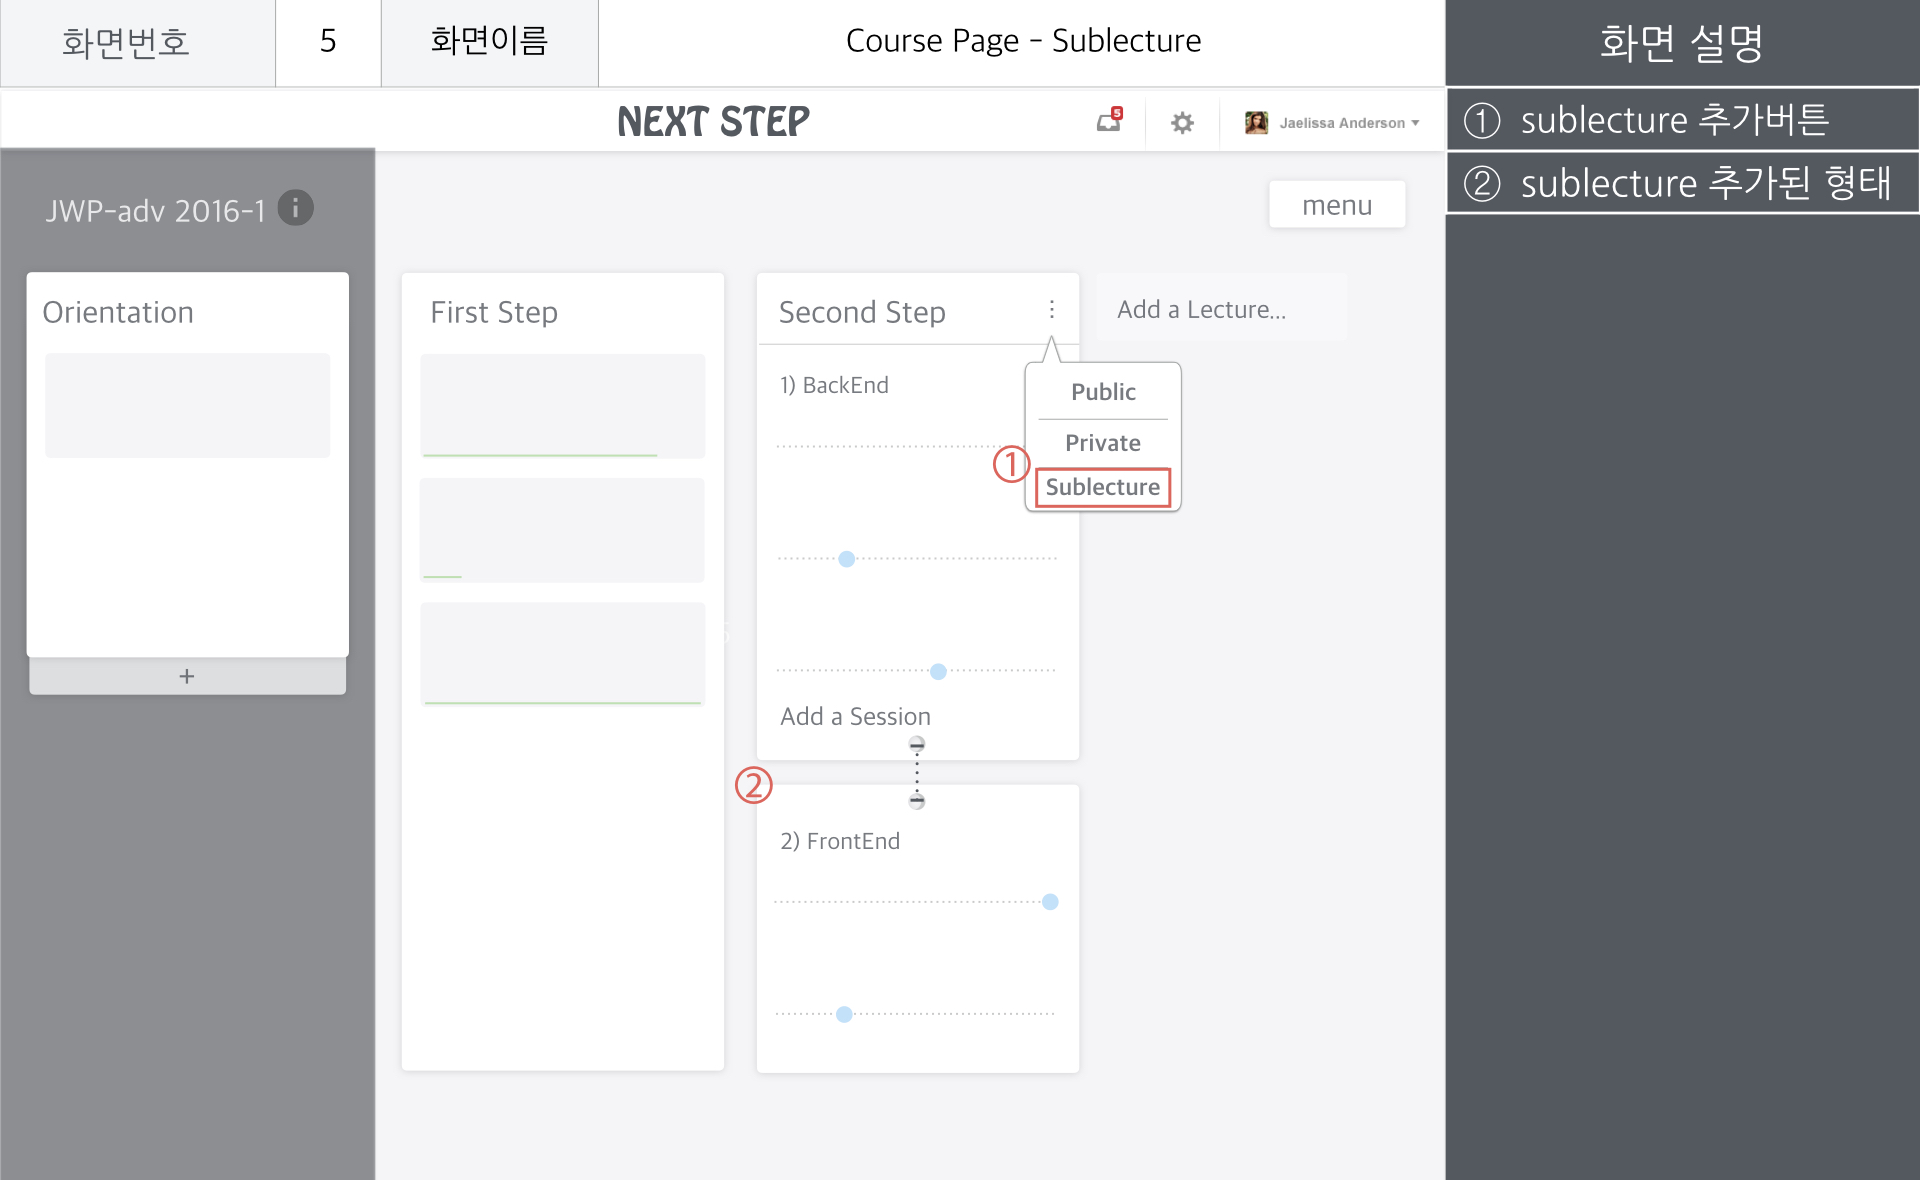 화면번호
5
화면이름
Course Page - Sublecture
화면 설명
① sublecture 추가버튼
② sublecture 추가된 형태
NEXT STEP
5
Jaelissa Anderson
JWP-adv 2016-1
i
menu
Orientation
+
First Step
Second Step
Add a Lecture...
1) BackEnd
Public
Private
①
Sublecture
Add a Session
②
2) FrontEnd